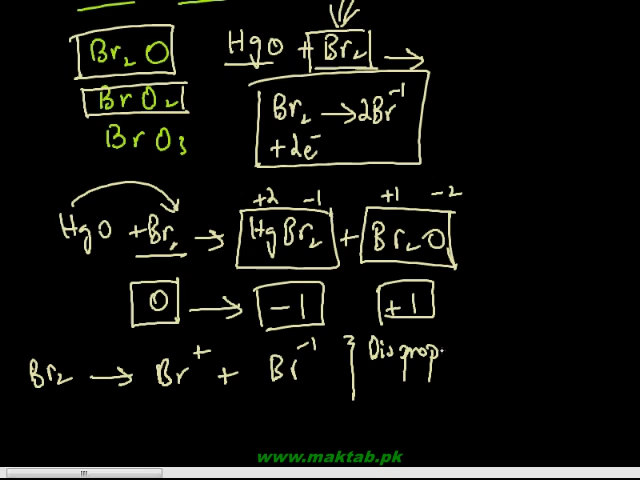 Br₂O
HgO + Br₂ →
BrO₂
BrO₃
Br₂ → 2Br⁻¹
+2e⁻
+2 -1 +1 -2
HgO + Br₂ → HgBr₂ + Br₂O
0 → -1 +1
Br₂ → Br⁺ + Br⁻¹ Disprop.
www.maktab.pk